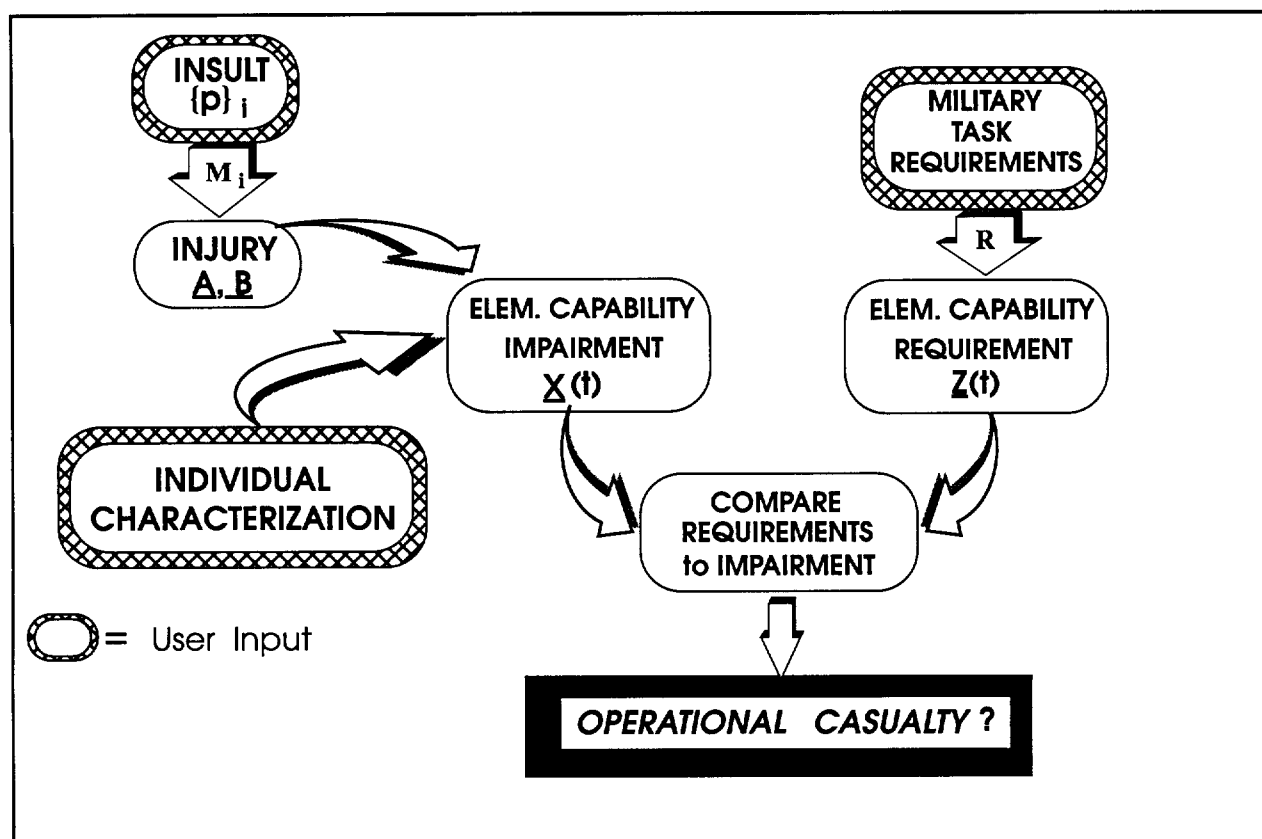 INSULT
{p} i
M i
INJURY
A, B
INDIVIDUAL
CHARACTERIZATION
ELEM. CAPABILITY
IMPAIRMENT
X (t)
MILITARY
TASK
REQUIREMENTS
R
ELEM. CAPABILITY
REQUIREMENT
Z(t)
COMPARE
REQUIREMENTS
to IMPAIRMENT
= User Input
OPERATIONAL CASUALTY ?